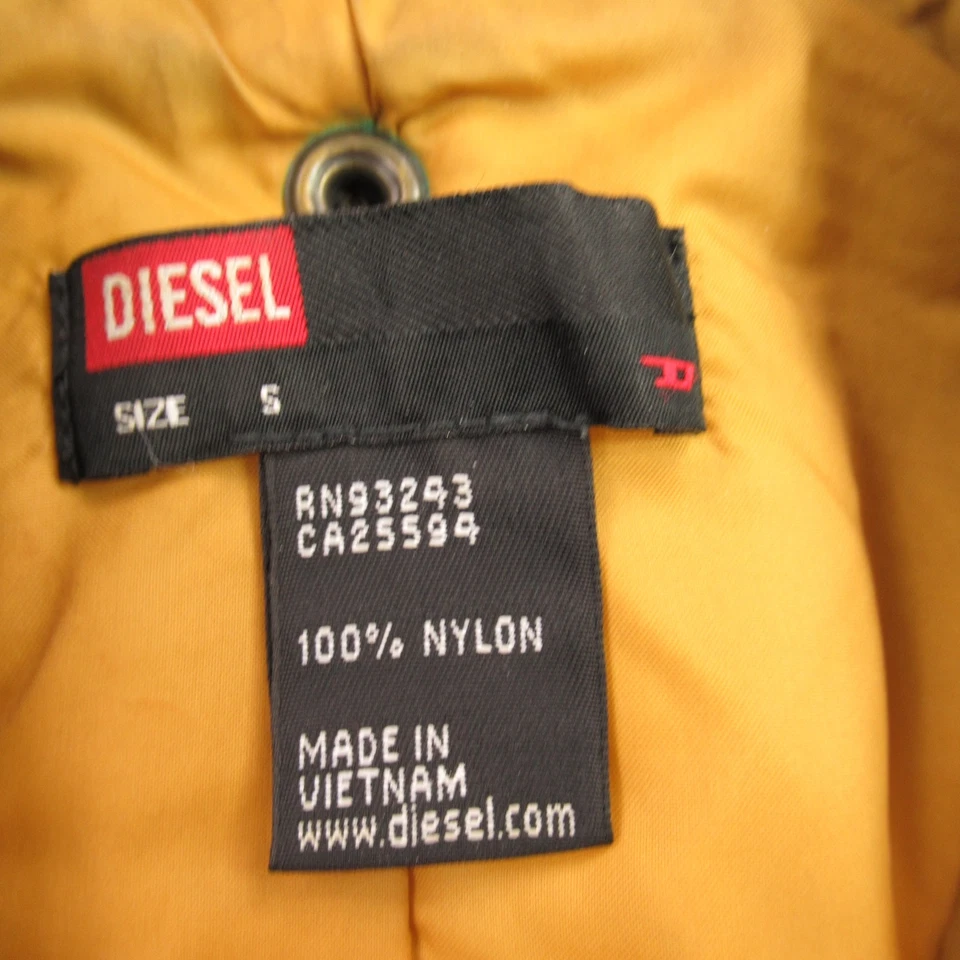 DIESEL
SIZE S
RN93243
CA25594
100% NYLON
MADE IN
VIETNAM
www.diesel.com